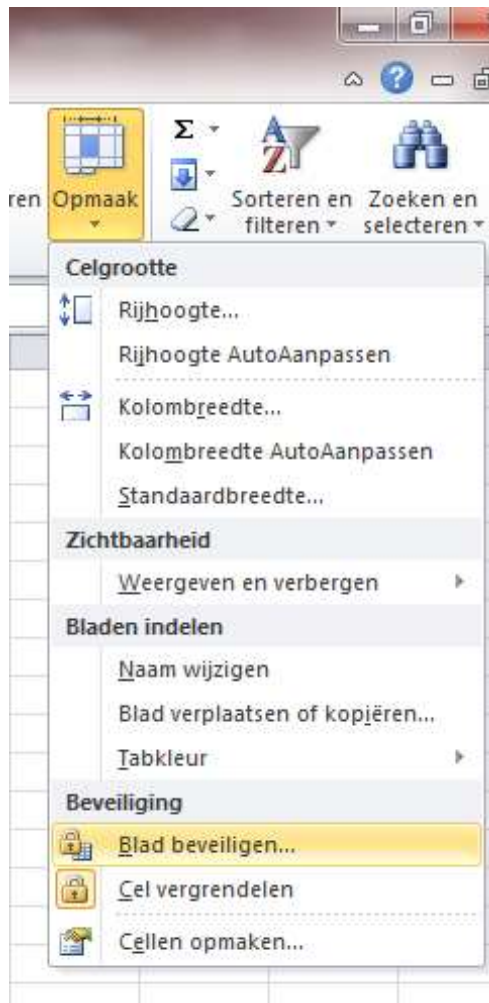 ren Opmaak Σ A Z Sorteren en filteren Zoeken en selecteren
Celgrootte
Rijhoogte...
Rijhoogte AutoAanpassen
Kolombreedte...
Kolombreedte AutoAanpassen
Standaardbreedte...
Zichtbaarheid
Weergeven en verbergen
Bladen indelen
Naam wijzigen
Blad verplaatsen of kopiëren...
Tabkleur
Beveiliging
Blad beveiligen...
Cel vergrendelen
Cellen opmaken...